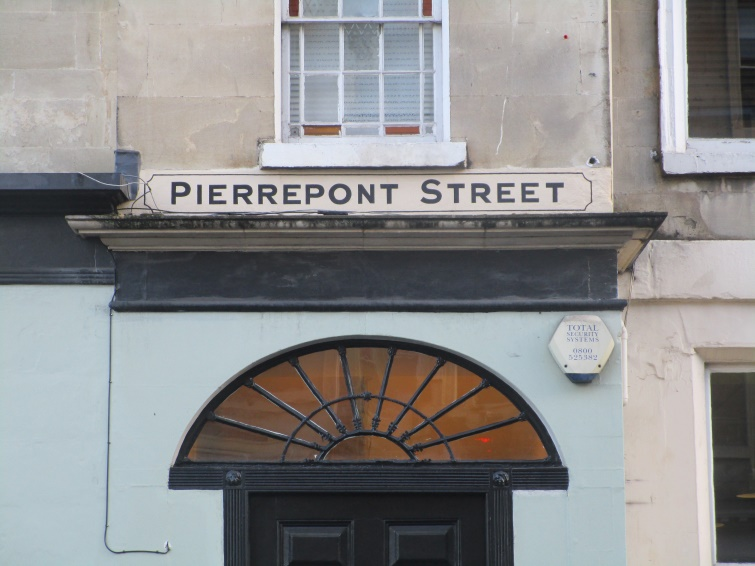 PIERREPONT STREET
TOTAL
SECURITY
SYSTEMS
0800
525382